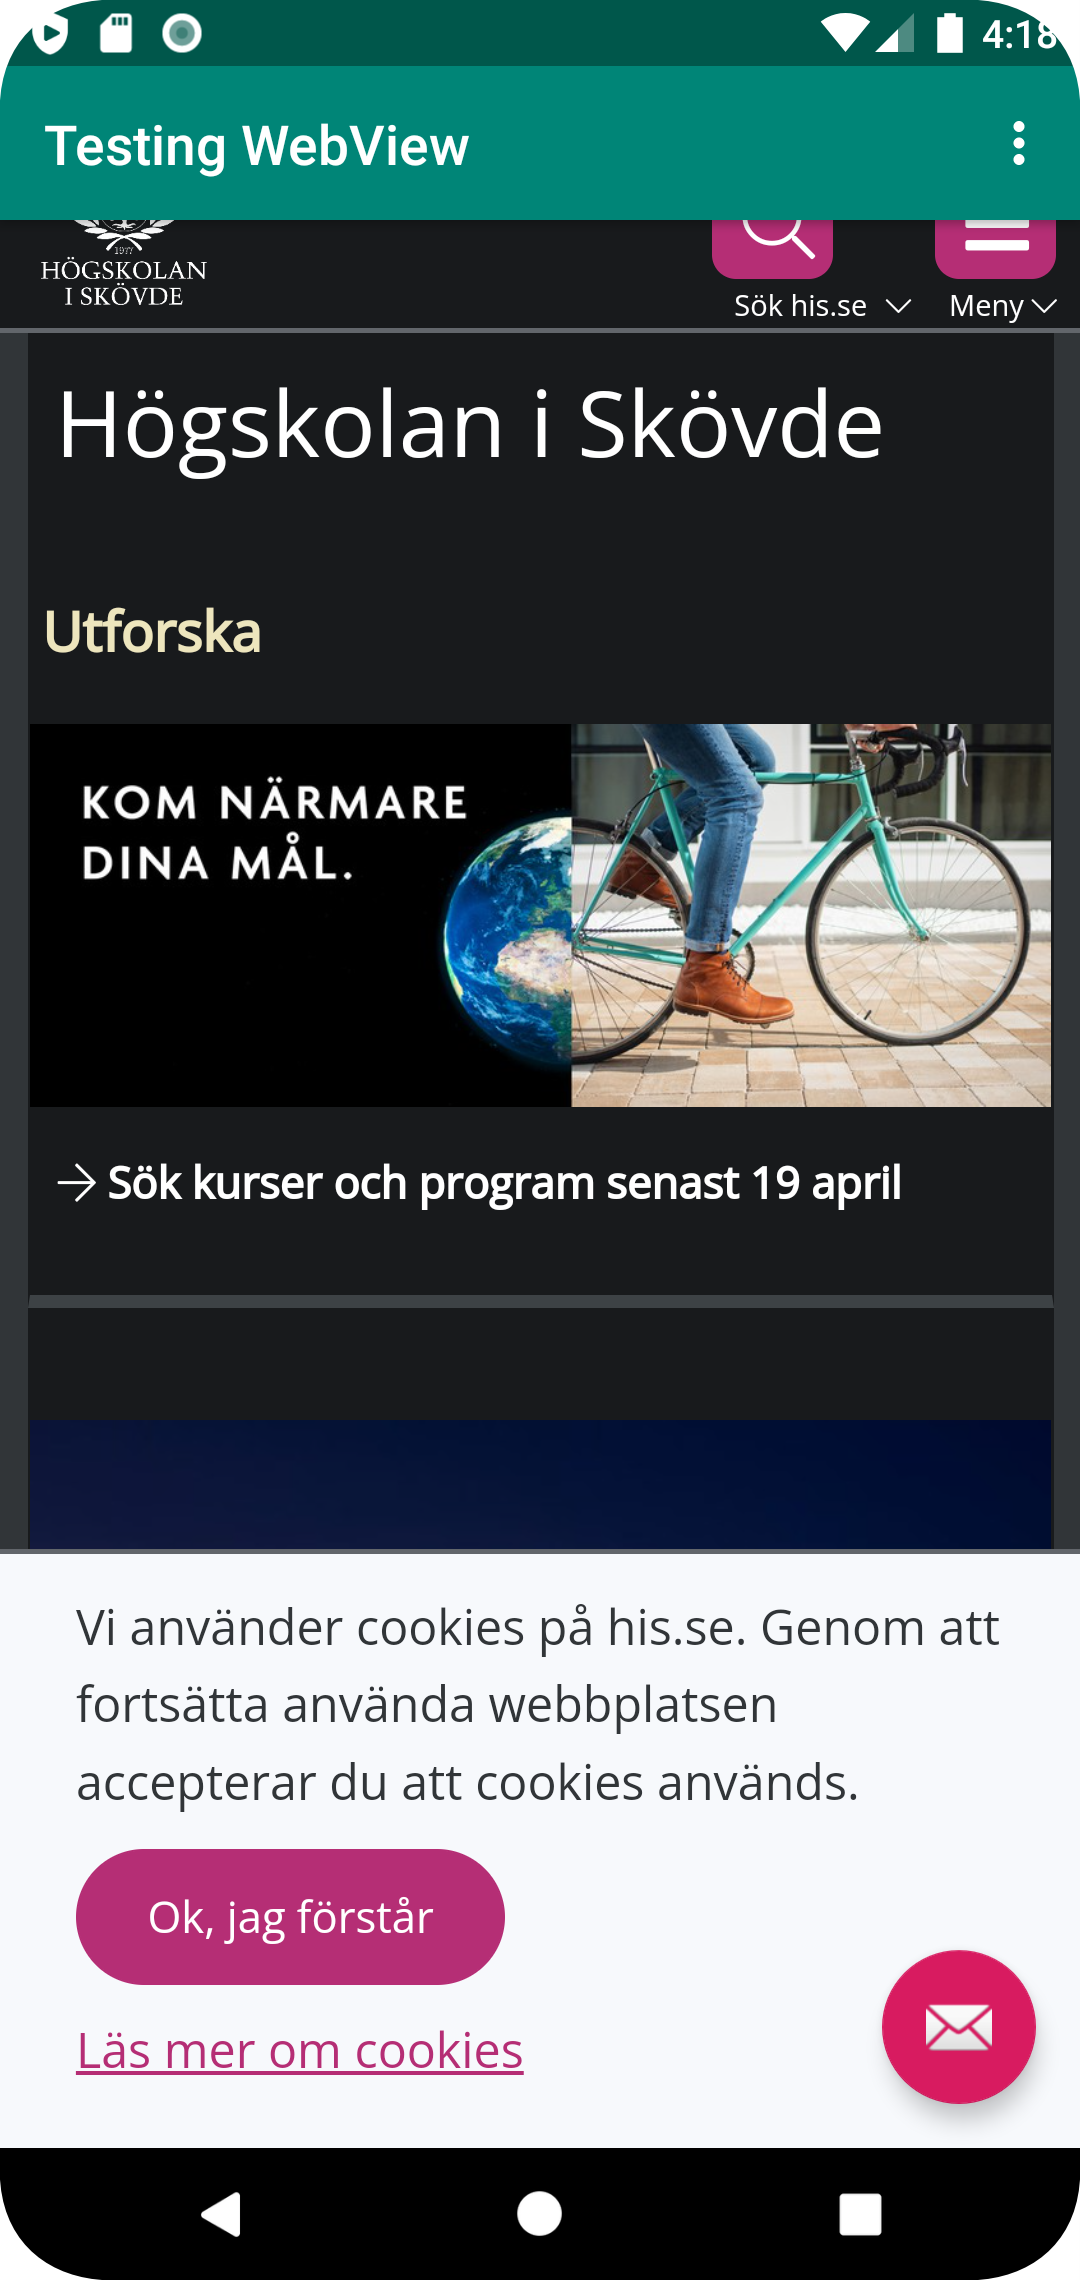 4:18
Testing WebView
1977
HÖGSKOLAN
I SKÖVDE
Sök his.se
Meny
Högskolan i Skövde
Utforska
KOM NÄRMARE
DINA MÅL.
Sök kurser och program senast 19 april
Vi använder cookies på his.se. Genom att
fortsätta använda webbplatsen
accepterar du att cookies används.
Ok, jag förstår
Läs mer om cookies